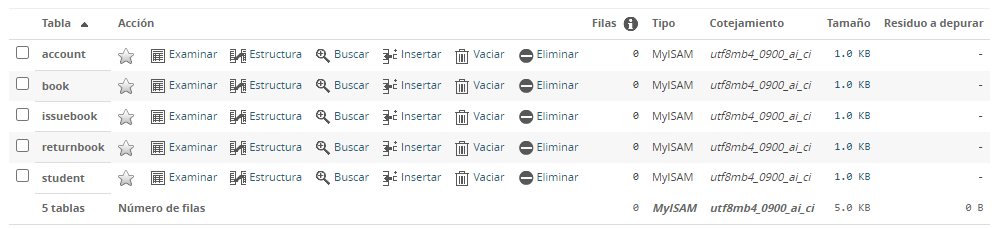 Tabla Acción Filas Tipo Cotejamiento Tamaño Residuo a depurar
account Examinar Estructura Buscar Insertar Vaciar Eliminar 0 MyISAM utf8mb4_0900_ai_ci 1.0 KB -
book Examinar Estructura Buscar Insertar Vaciar Eliminar 0 MyISAM utf8mb4_0900_ai_ci 1.0 KB -
issuebook Examinar Estructura Buscar Insertar Vaciar Eliminar 0 MyISAM utf8mb4_0900_ai_ci 1.0 KB -
returnbook Examinar Estructura Buscar Insertar Vaciar Eliminar 0 MyISAM utf8mb4_0900_ai_ci 1.0 KB -
student Examinar Estructura Buscar Insertar Vaciar Eliminar 0 MyISAM utf8mb4_0900_ai_ci 1.0 KB -
5 tablas Número de filas 0 MyISAM utf8mb4_0900_ai_ci 5.0 KB 0 B